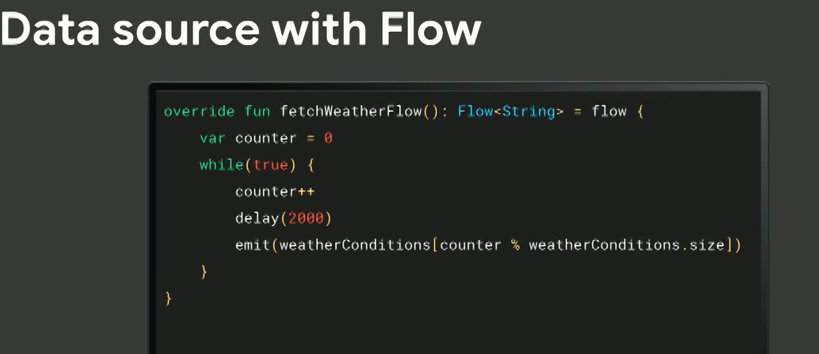 Data source with Flow
override fun fetchWeatherFlow(): Flow<String> = flow {
    var counter = 0
    while(true) {
        counter++
        delay(2000)
        emit(weatherConditions[counter % weatherConditions.size])
    }
}